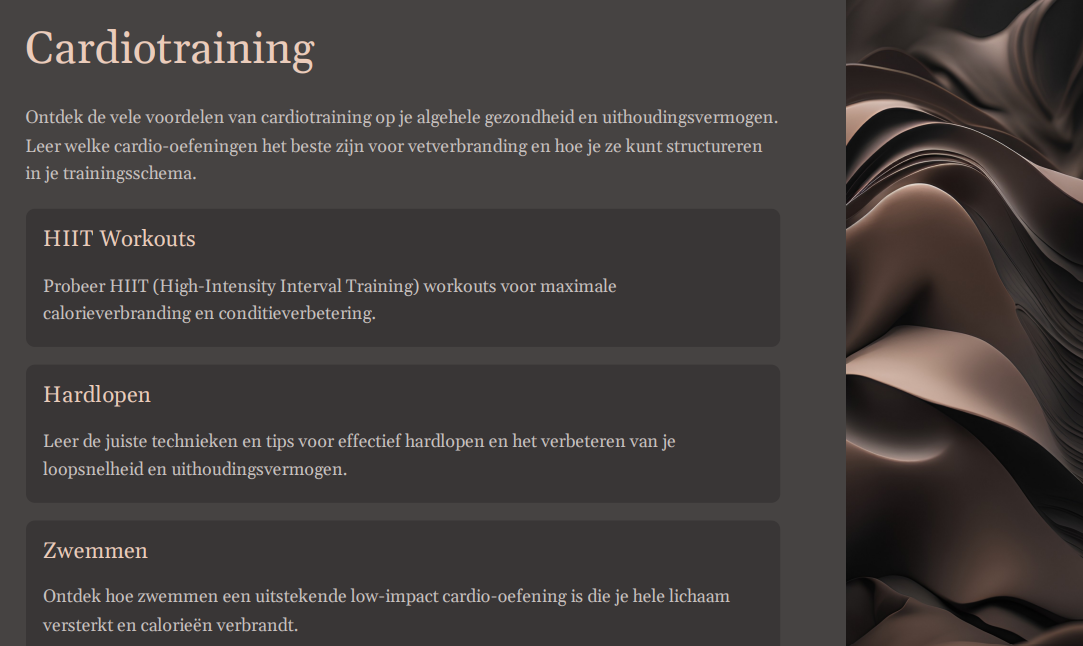 Cardiotraining
Ontdek de vele voordelen van cardiotraining op je algehele gezondheid en uithoudingsvermogen.
Leer welke cardio-oefeningen het beste zijn voor vetverbranding en hoe je ze kunt structureren
in je trainingsschema.
HIIT Workouts
Probeer HIIT (High-Intensity Interval Training) workouts voor maximale
calorieverbranding en conditieverbetering.
Hardlopen
Leer de juiste technieken en tips voor effectief hardlopen en het verbeteren van je
loopsnelheid en uithoudingsvermogen.
Zwemmen
Ontdek hoe zwemmen een uitstekende low-impact cardio-oefening is die je hele lichaam
versterkt en calorieën verbrandt.